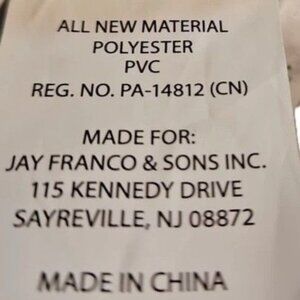 ALL NEW MATERIAL
POLYESTER
PVC
REG. NO. PA-14812 (CN)
MADE FOR:
JAY FRANCO & SONS INC.
115 KENNEDY DRIVE
SAYREVILLE, NJ 08872
MADE IN CHINA